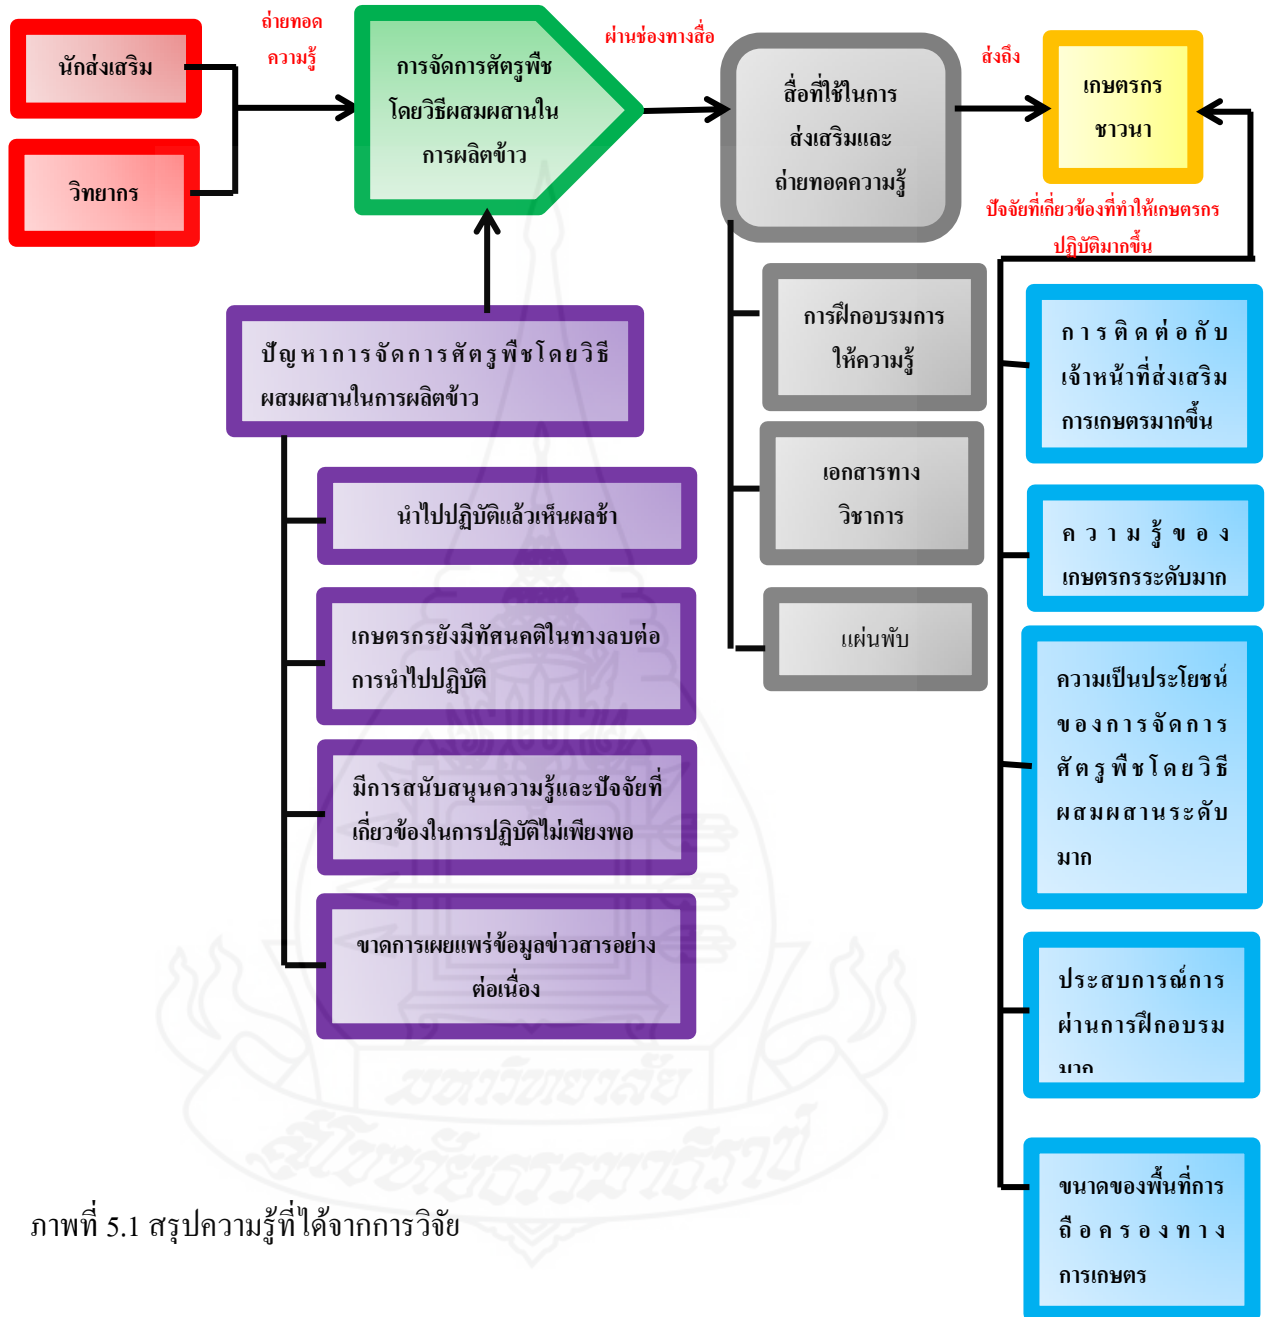 นักส่งเสริม
วิทยากร
ถ่ายทอด
ความรู้
การจัดการศัตรูพืช
โดยวิธีผสมผสานใน
การผลิตข้าว
ผ่านช่องทางสื่อ
สื่อที่ใช้ในการ
ส่งเสริมและ
ถ่ายทอดความรู้
ส่งถึง
เกษตรกร
ชาวนา
ปัจจัยที่เกี่ยวข้องที่ทำให้เกษตรกร
ปฏิบัติมากขึ้น
ปัญหาการจัดการศัตรูพืชโดยวิธี
ผสมผสานในการผลิตข้าว
นำไปปฏิบัติแล้วเห็นผลช้า
เกษตรกรยังมีทัศนคติในทางลบต่อ
การนำไปปฏิบัติ
มีการสนับสนุนความรู้และปัจจัยที่
เกี่ยวข้องในการปฏิบัติไม่เพียงพอ
ขาดการเผยแพร่ข้อมูลข่าวสารอย่าง
ต่อเนื่อง
การฝึกอบรมการ
ให้ความรู้
เอกสารทาง
วิชาการ
แผ่นพับ
การติดต่อกับ
เจ้าหน้าที่ส่งเสริม
การเกษตรมากขึ้น
ความรู้ของ
เกษตรกรระดับมาก
ความเป็นประโยชน์
ของการจัดการ
ศัตรูพืชโดยวิธี
ผสมผสานระดับ
มาก
ประสบการณ์การ
ผ่านการฝึกอบรม
มาก
ขนาดของพื้นที่การ
ถือครองทาง
การเกษตร
มหาวิทยาลัย
สุโขทัยธรรมาธิราช
ภาพที่ 5.1 สรุปความรู้ที่ได้จากการวิจัย